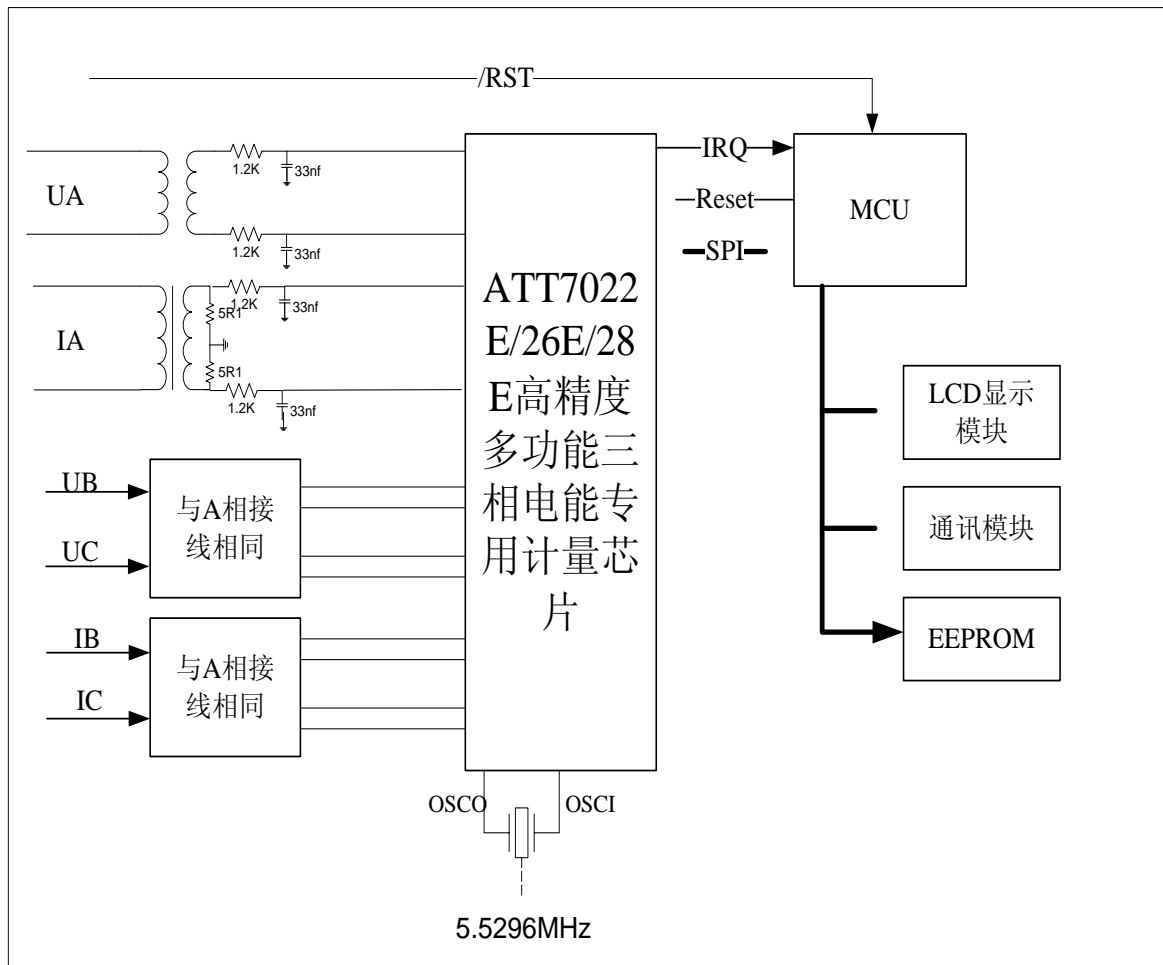 /RST
UA
1.2K
33nf
1.2K
33nf
IA
1.2K
33nf
5R1
5R1
1.2K
33nf
UB
UC
与A相接
线相同
IB
IC
与A相接
线相同
ATT7022
E/26E/28
E高精度
多功能三
相电能专
用计量芯
片
OSCO
OSCI
5.5296MHz
IRQ
Reset
SPI
MCU
LCD显示
模块
通讯模块
EEPROM